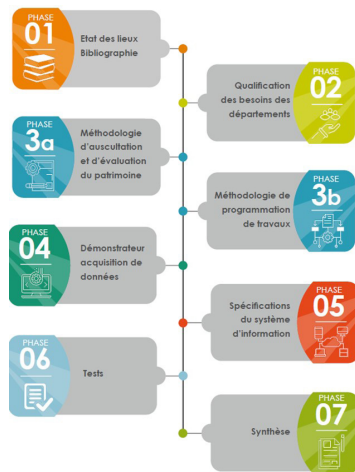 PHASE
01
Etat des lieux
Bibliographie
PHASE
02
Qualification
des besoins des
départements
PHASE
3a
Méthodologie
d'auscultation
et d'évaluation
du patrimoine
PHASE
3b
Méthodologie de
programmation
de travaux
PHASE
04
Démonstrateur
acquisition de
données
PHASE
05
Spécifications
du système
d'information
PHASE
06
Tests
PHASE
07
Synthèse